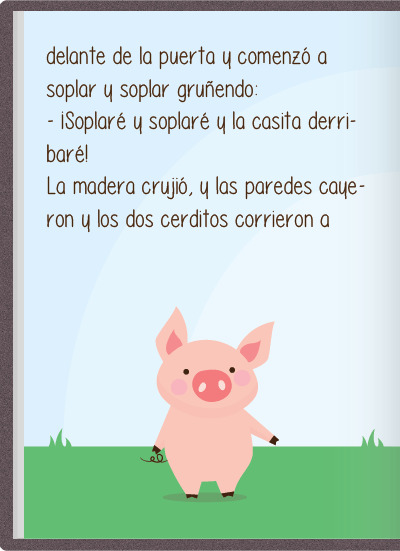 delante de la puerta y comenzó a
soplar y soplar gruñendo:
- ¡Soplaré y soplaré y la casita derri-
baré!
La madera crujió, y las paredes caye-
ron y los dos cerditos corrieron a